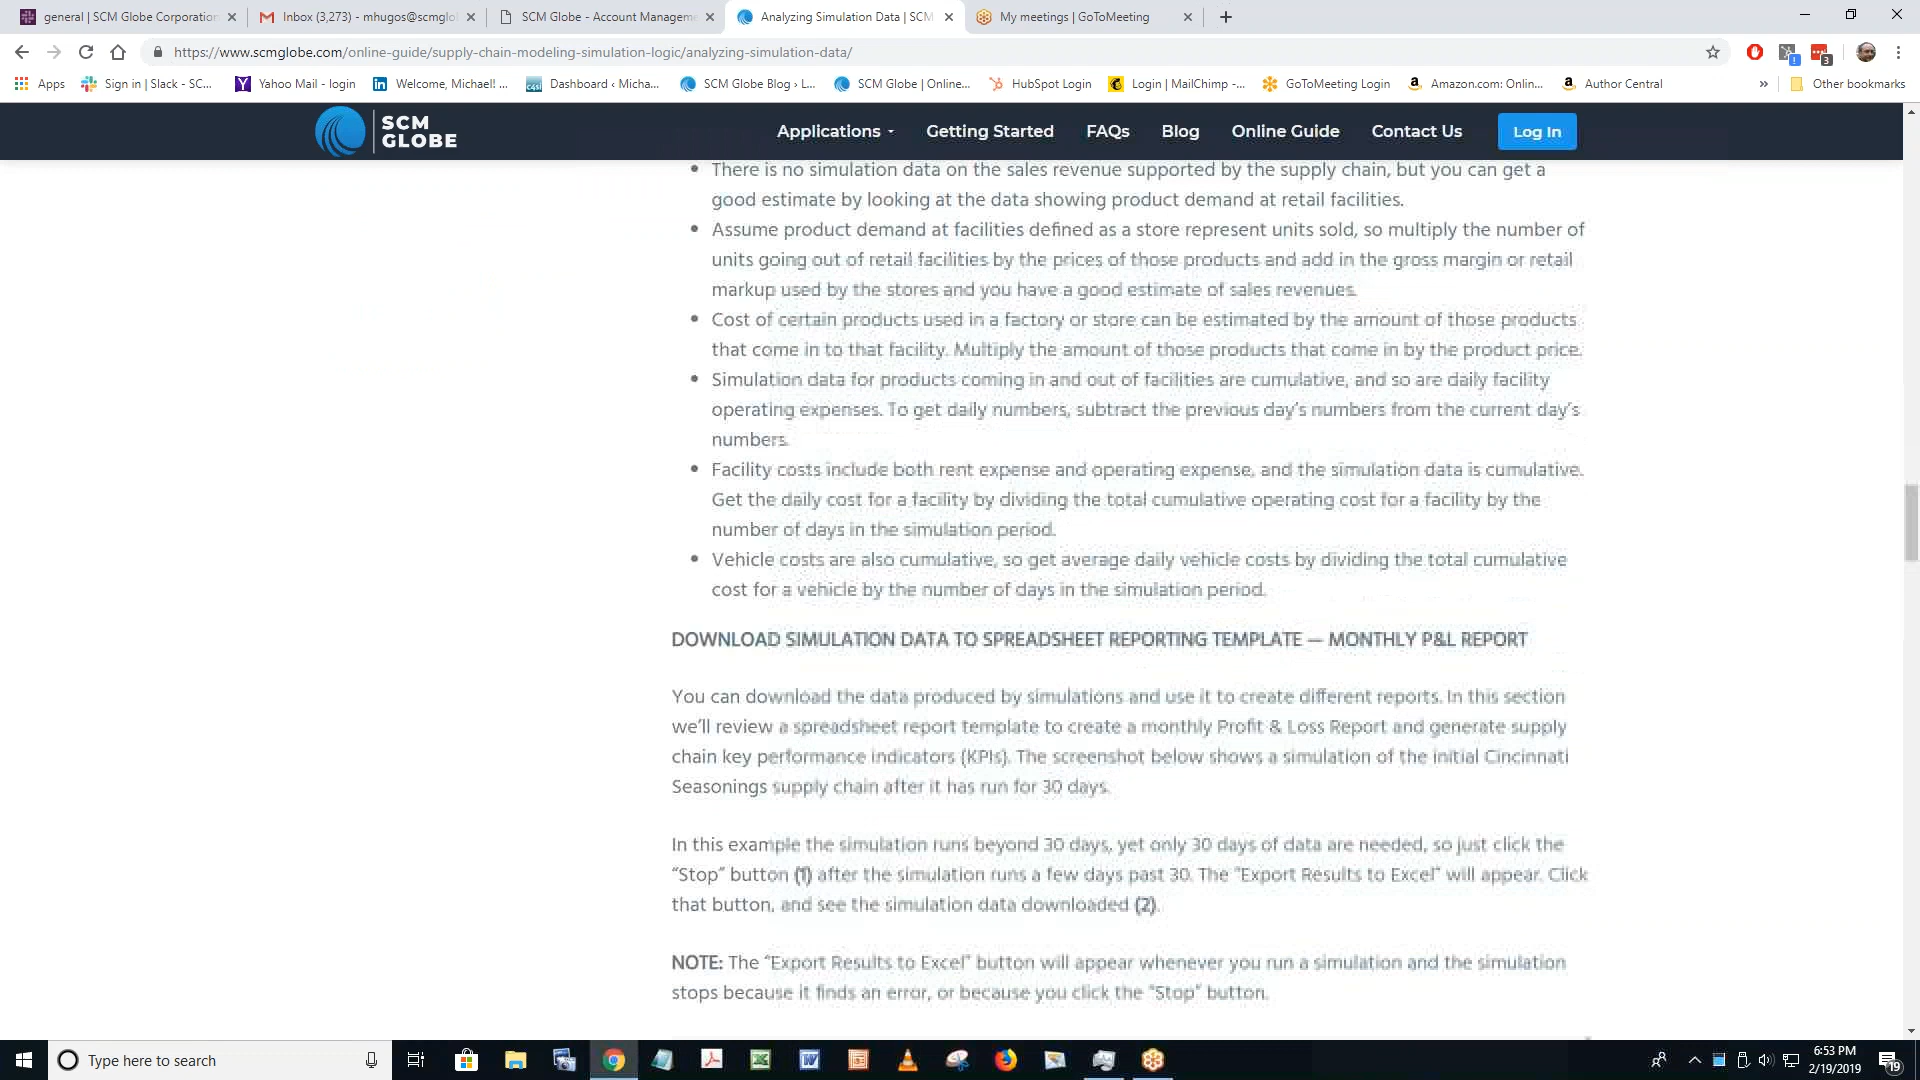 general | SCM Globe Corporation
Inbox (3,273) - mhugos@scmglo
SCM Globe - Account Manageme
Analyzing Simulation Data | SCM
My meetings | GoToMeeting
https://www.scmglobe.com/online-guide/supply-chain-modeling-simulation-logic/analyzing-simulation-data/
Apps
Sign in | Slack - SC...
Yahoo Mail - login
Welcome, Michael! ...
Dashboard ‹ Micha...
SCM Globe Blog › L...
SCM Globe | Online...
HubSpot Login
Login | MailChimp -...
GoToMeeting Login
Amazon.com: Onlin...
Author Central
Other bookmarks
SCM GLOBE
Applications
Getting Started
FAQs
Blog
Online Guide
Contact Us
Log In
There is no simulation data on the sales revenue supported by the supply chain, but you can get a
good estimate by looking at the data showing product demand at retail facilities.
Assume product demand at facilities defined as a store represent units sold, so multiply the number of
units going out of retail facilities by the prices of those products and add in the gross margin or retail
markup used by the stores and you have a good estimate of sales revenues.
Cost of certain products used in a factory or store can be estimated by the amount of those products
that come in to that facility. Multiply the amount of those products that come in by the product price.
Simulation data for products coming in and out of facilities are cumulative, and so are daily facility
operating expenses. To get daily numbers, subtract the previous day's numbers from the current day's
numbers.
Facility costs include both rent expense and operating expense, and the simulation data is cumulative.
Get the daily cost for a facility by dividing the total cumulative operating cost for a facility by the
number of days in the simulation period.
Vehicle costs are also cumulative, so get average daily vehicle costs by dividing the total cumulative
cost for a vehicle by the number of days in the simulation period.
DOWNLOAD SIMULATION DATA TO SPREADSHEET REPORTING TEMPLATE — MONTHLY P&L REPORT
You can download the data produced by simulations and use it to create different reports. In this section
we'll review a spreadsheet report template to create a monthly Profit & Loss Report and generate supply
chain key performance indicators (KPIs). The screenshot below shows a simulation of the initial Cincinnati
Seasonings supply chain after it has run for 30 days.
In this example the simulation runs beyond 30 days, yet only 30 days of data are needed, so just click the
"Stop" button (1) after the simulation runs a few days past 30. The "Export Results to Excel" will appear. Click
that button, and see the simulation data downloaded (2).
NOTE: The "Export Results to Excel" button will appear whenever you run a simulation and the simulation
stops because it finds an error, or because you click the "Stop" button.
Type here to search
6:53 PM
2/19/2019
19